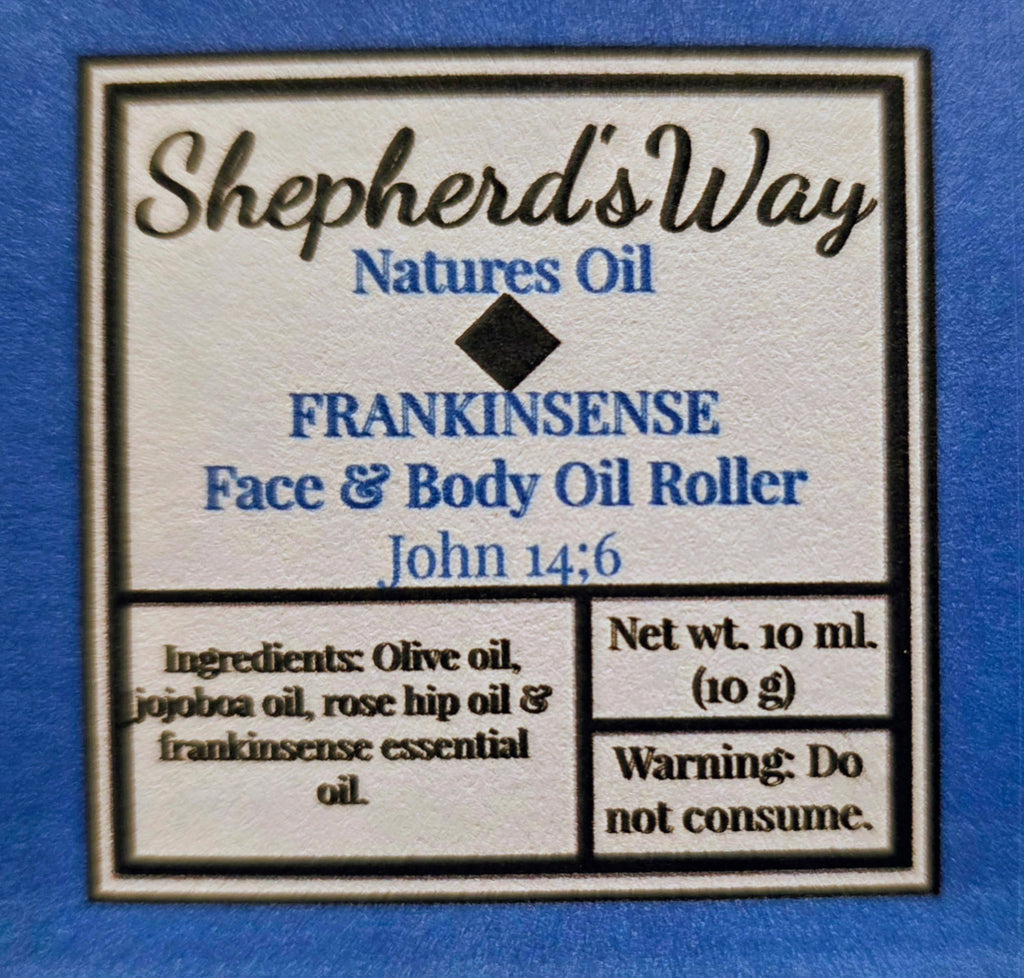 Shepherd's Way
Natures Oil
FRANKINSENSE
Face & Body Oil Roller
John 14;6
Ingredients: Olive oil,
jojoboa oil, rose hip oil &
frankinsense essential
oil.
Net wt. 10 ml.
(10 g)
Warning: Do
not consume.